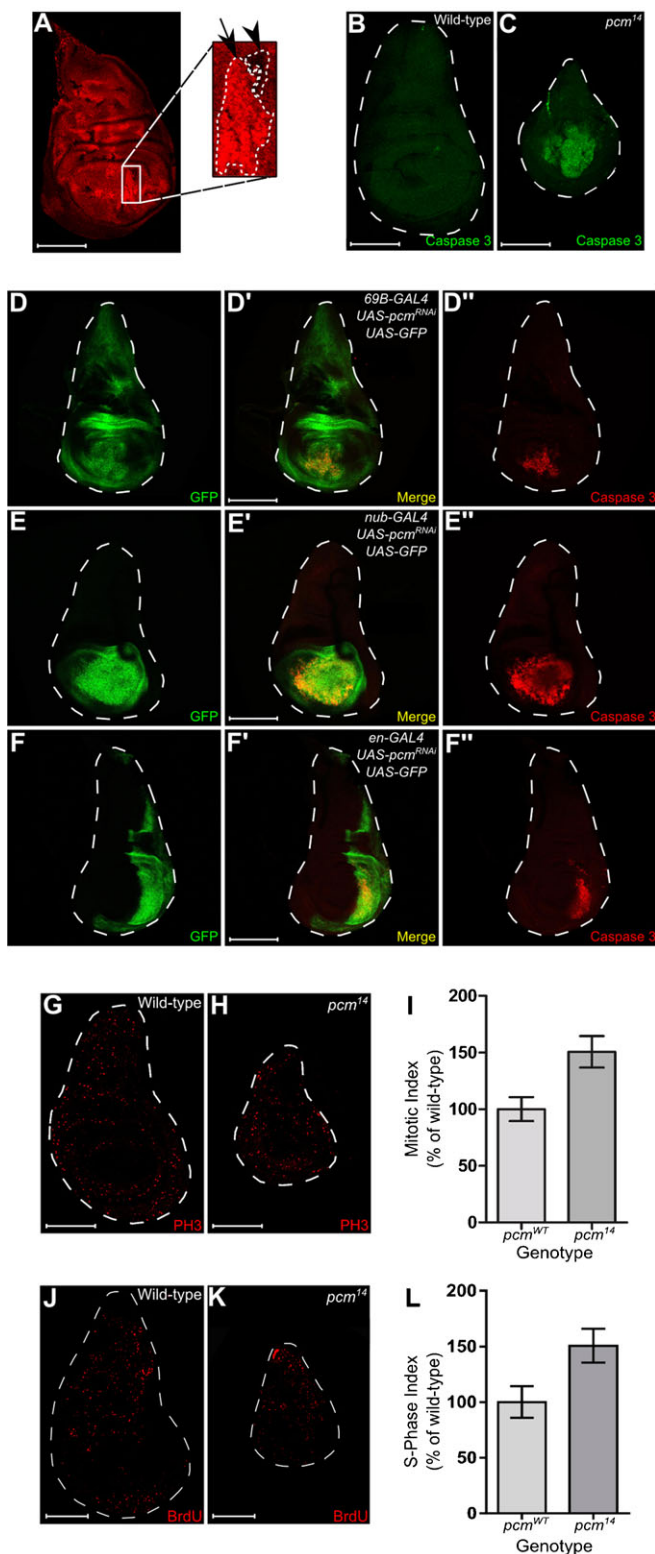 A
B Wild-type
C pcm¹⁴
Caspase 3
Caspase 3
D
D'
69B-GAL4
UAS-pcmᴿᴺᴬⁱ
UAS-GFP
D''
GFP
Merge
Caspase 3
E
E'
nub-GAL4
UAS-pcmᴿᴺᴬⁱ
UAS-GFP
E''
GFP
Merge
Caspase 3
F
F'
en-GAL4
UAS-pcmᴿᴺᴬⁱ
UAS-GFP
F''
GFP
Merge
Caspase 3
G Wild-type
PH3
H pcm¹⁴
PH3
I
Mitotic Index
(% of wild-type)
200
150
100
50
0
pcmᵂᵀ pcm¹⁴
Genotype
J Wild-type
BrdU
K pcm¹⁴
BrdU
L
S-Phase Index
(% of wild-type)
200
150
100
50
0
pcmᵂᵀ pcm¹⁴
Genotype